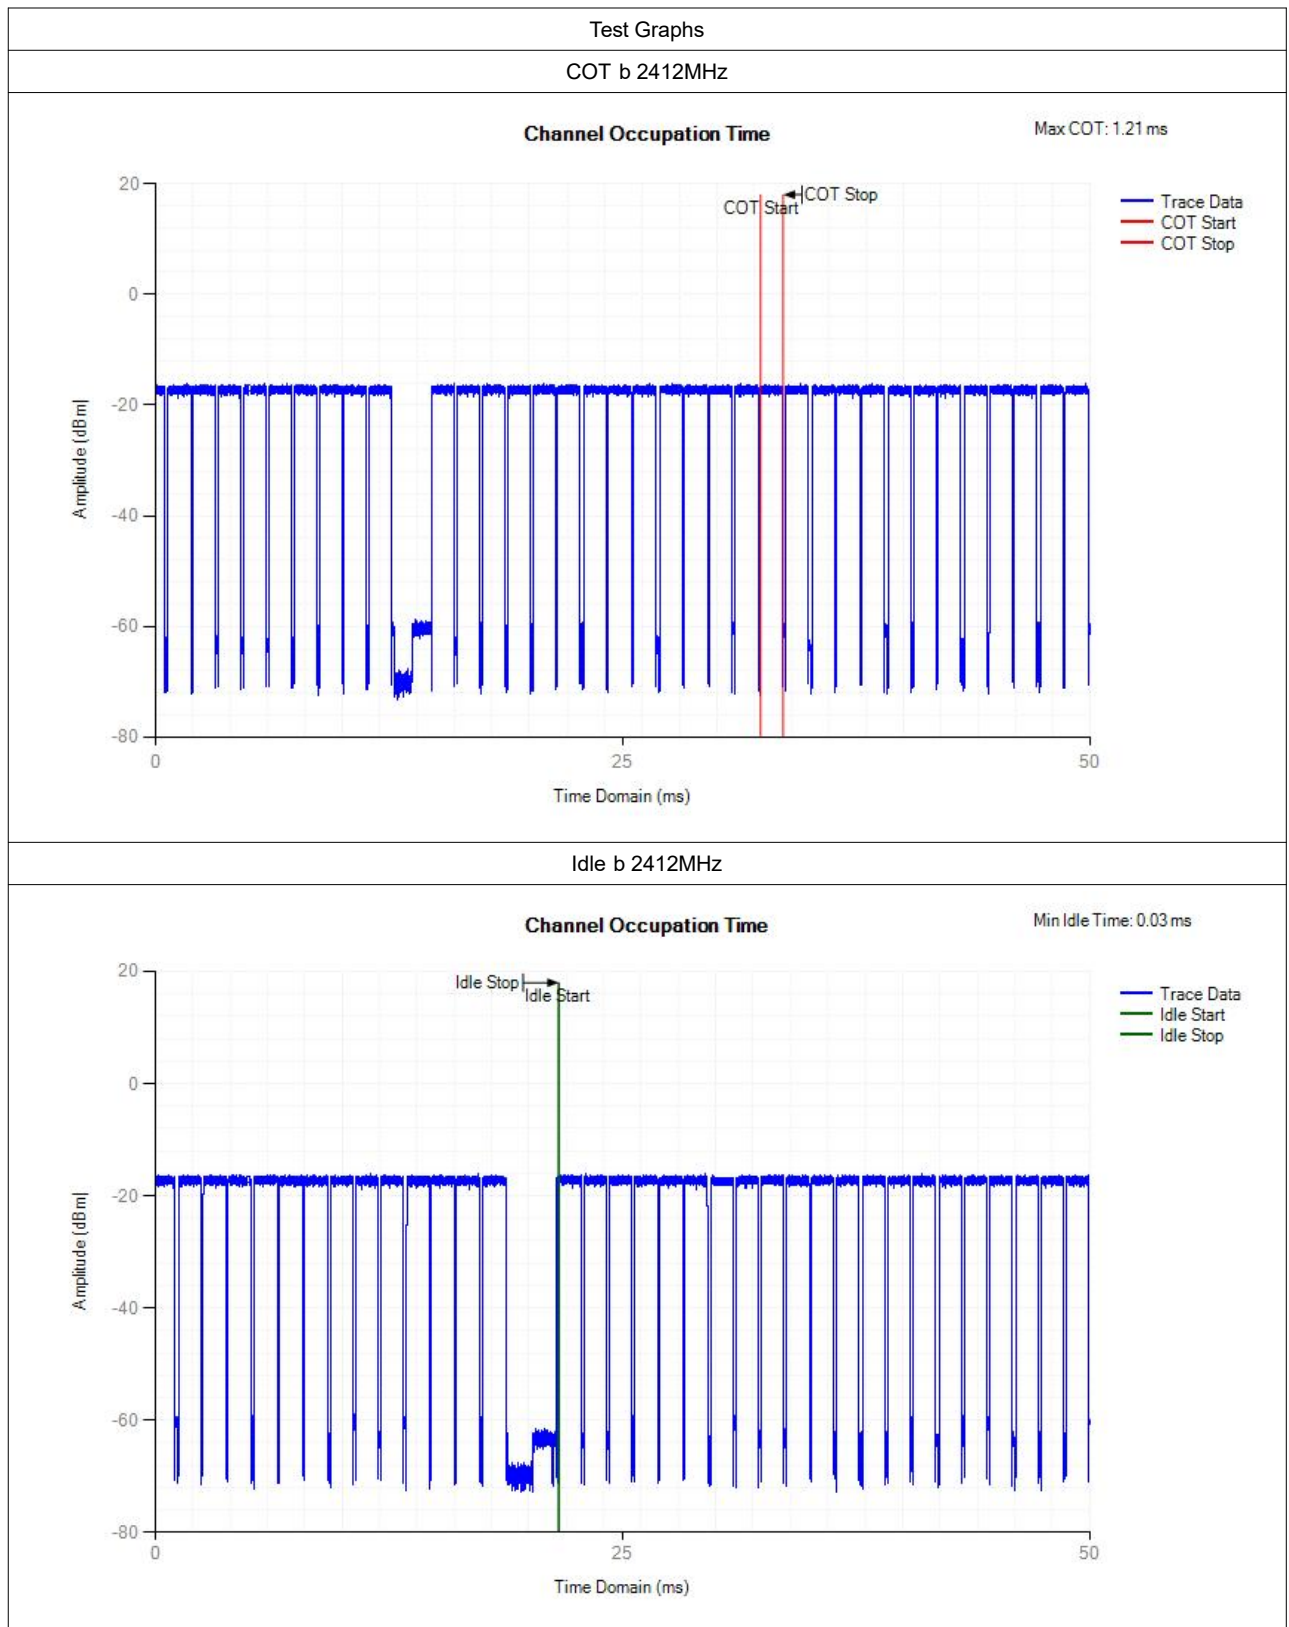 Test Graphs
COT b 2412MHz
Channel Occupation Time
Max COT: 1.21 ms
20
0
-20
-40
-60
-80
Amplitude [dBm]
COT Start
COT Stop
Trace Data
COT Start
COT Stop
0
25
50
Time Domain (ms)
Idle b 2412MHz
Channel Occupation Time
Min Idle Time: 0.03 ms
20
0
-20
-40
-60
-80
Amplitude [dBm]
Idle Stop
Idle Start
Trace Data
Idle Start
Idle Stop
0
25
50
Time Domain (ms)